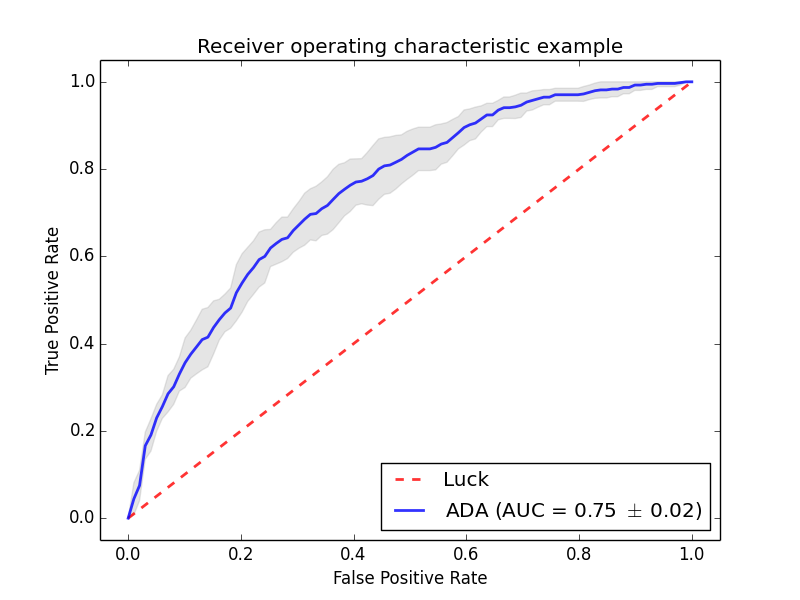 Receiver operating characteristic example
1.0
0.8
0.6
0.4
0.2
0.0
True Positive Rate
0.0 0.2 0.4 0.6 0.8 1.0
False Positive Rate
Luck
ADA (AUC = 0.75 ± 0.02)